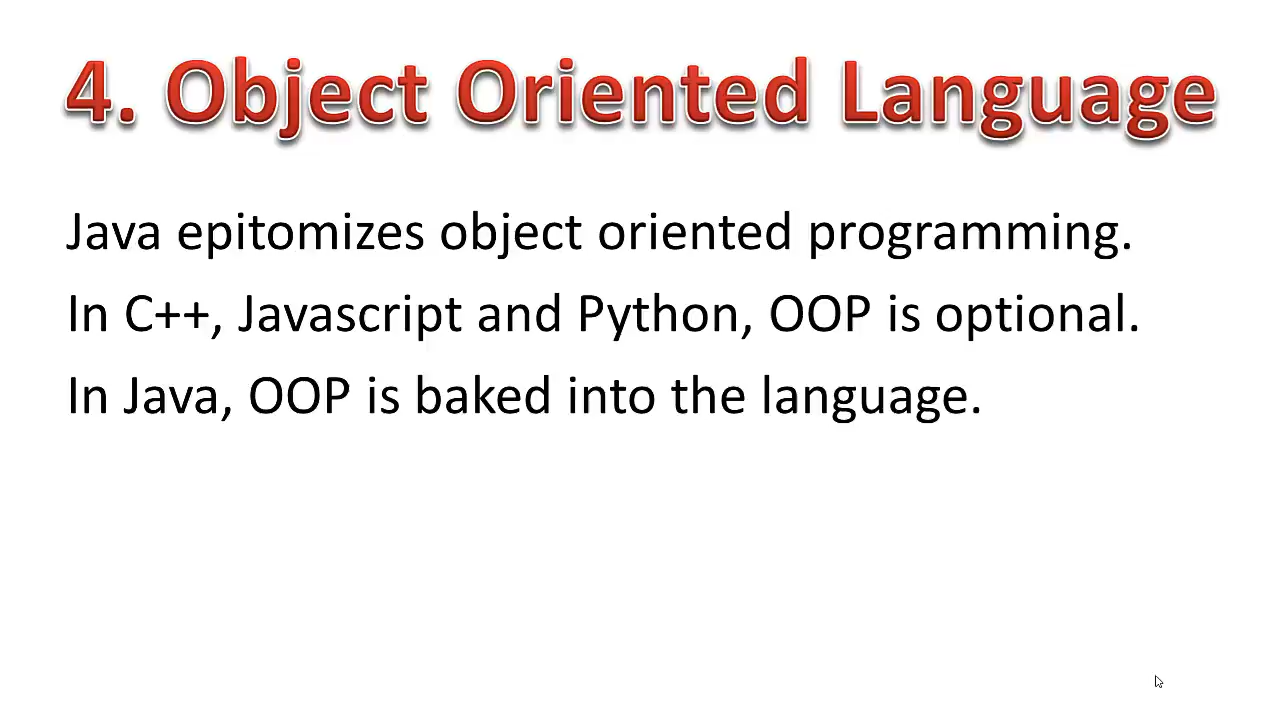 4. Object Oriented Language
Java epitomizes object oriented programming.
In C++, Javascript and Python, OOP is optional.
In Java, OOP is baked into the language.